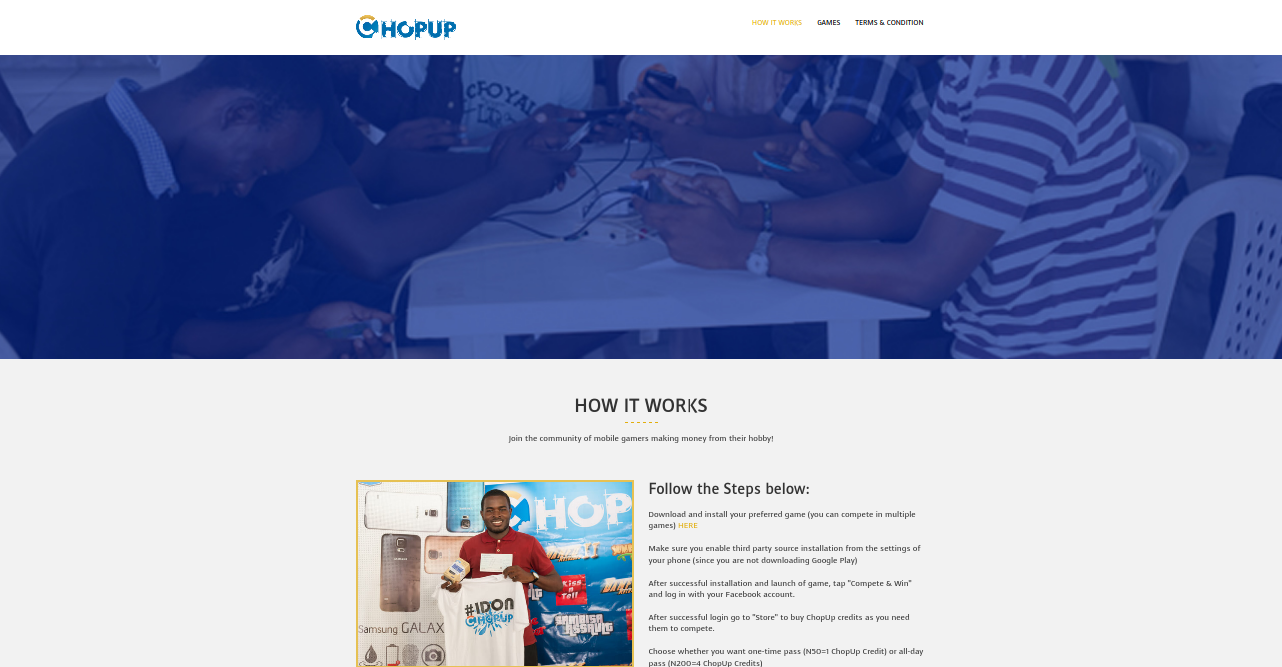 CHOPUP
HOW IT WORKS
GAMES
TERMS & CONDITION
HOW IT WORKS
Join the community of mobile gamers making money from their hobby!
CHOP
Kiss
n
Tell
SAMBISA
ASSAULT
#IDON
CHOPUP
Samsung GALAX
Follow the Steps below:
Download and install your preferred game (you can compete in multiple
games) HERE
Make sure you enable third party source installation from the settings of
your phone (since you are not downloading Google Play)
After successful installation and launch of game, tap "Compete & Win"
and log in with your Facebook account.
After successful login go to "Store" to buy ChopUp credits as you need
them to compete.
Choose whether you want one-time pass (N50=1 ChopUp Credit) or all-day
pass (N200=4 ChopUp Credits)